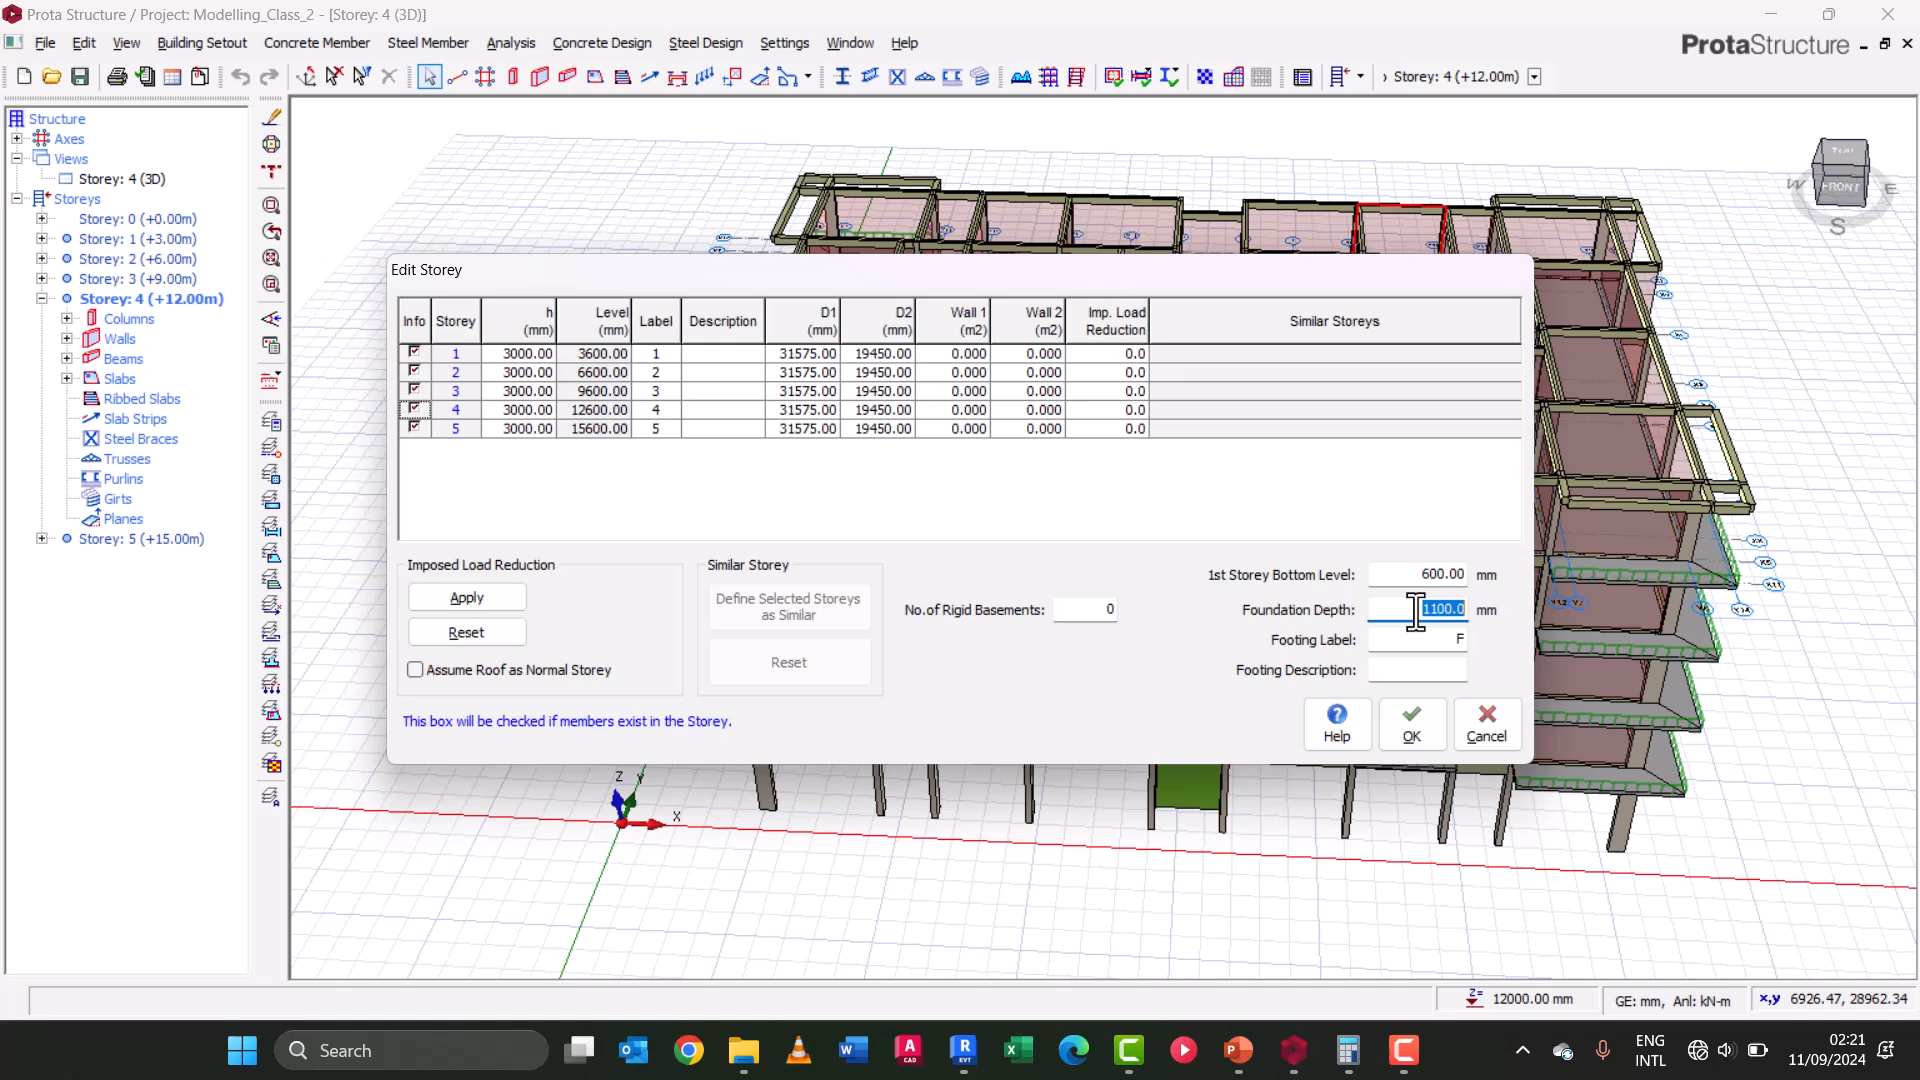 Prota Structure / Project: Modelling_Class_2 - [Storey: 4 (3D)]
File Edit View Building Setout Concrete Member Steel Member Analysis Concrete Design Steel Design Settings Window Help
ProtaStructure
Storey: 4 (+12.00m)
Structure
Axes
Views
Storey: 4 (3D)
Storeys
Storey: 0 (+0.00m)
Storey: 1 (+3.00m)
Storey: 2 (+6.00m)
Storey: 3 (+9.00m)
Storey: 4 (+12.00m)
Columns
Walls
Beams
Slabs
Ribbed Slabs
Slab Strips
Steel Braces
Trusses
Purlins
Girts
Planes
Storey: 5 (+15.00m)
FRONT
W E
S
Edit Storey
Info Storey h (mm) Level (mm) Label Description D1 (mm) D2 (mm) Wall 1 (m2) Wall 2 (m2) Imp. Load Reduction Similar Storeys
1 3000.00 3600.00 1 31575.00 19450.00 0.000 0.000 0.0
2 3000.00 6600.00 2 31575.00 19450.00 0.000 0.000 0.0
3 3000.00 9600.00 3 31575.00 19450.00 0.000 0.000 0.0
4 3000.00 12600.00 4 31575.00 19450.00 0.000 0.000 0.0
5 3000.00 15600.00 5 31575.00 19450.00 0.000 0.000 0.0
Imposed Load Reduction
Apply
Reset
Assume Roof as Normal Storey
Similar Storey
Define Selected Storeys
as Similar
Reset
No.of Rigid Basements: 0
1st Storey Bottom Level: 600.00 mm
Foundation Depth: 1100.0 mm
Footing Label: F
Footing Description:
This box will be checked if members exist in the Storey.
Help OK Cancel
Z Y X
Z= 12000.00 mm GE: mm, Anl: kN-m x,y 6926.47, 28962.34
Search
ENG
INTL
02:21
11/09/2024